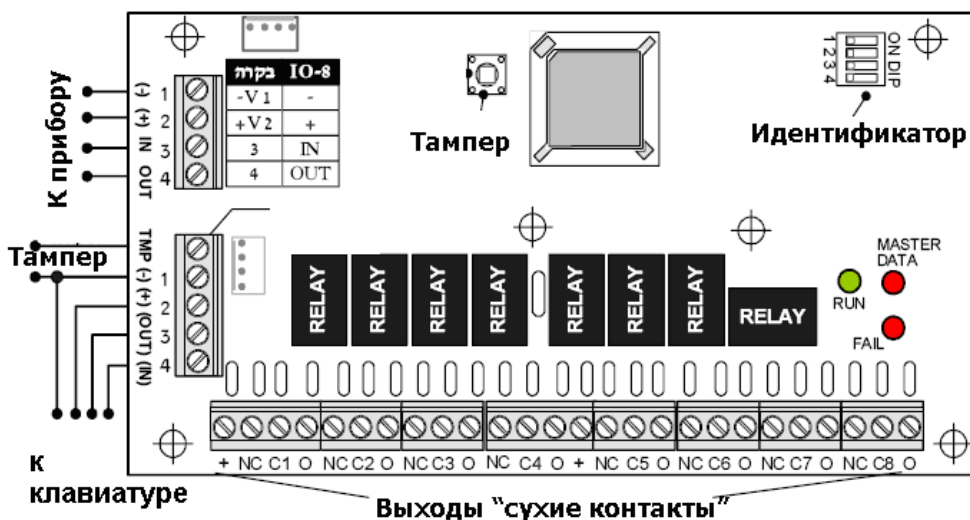 К прибору
(-) 1
(+) 2
IN 3
OUT 4
בקרה IO-8
-V 1 -
+V 2 +
3 IN
4 OUT
Тампер
1 2 3 4
ON DIP
Идентификатор
Тампер
TMP
(-) 1
(+) 2
(OUT) 3
(IN) 4
к клавиатуре
RELAY RELAY RELAY RELAY RELAY RELAY RELAY RELAY
MASTER DATA
RUN
FAIL
+ NC C1 O NC C2 O NC C3 O NC C4 O + NC C5 O NC C6 O NC C7 O NC C8 O
Выходы “сухие контакты”